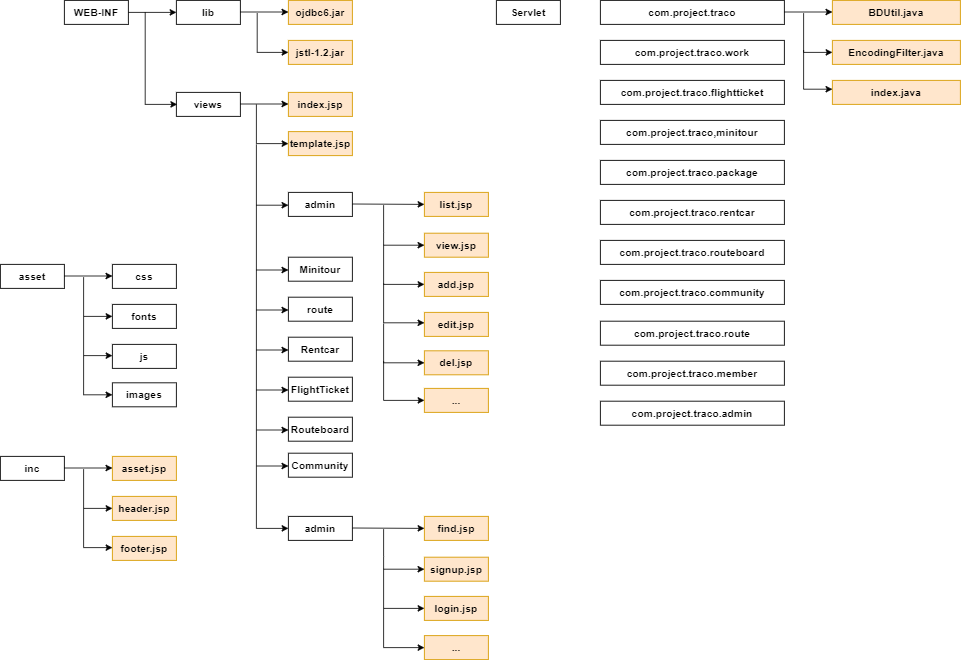 WEB-INF
lib
ojdbc6.jar
jstl-1.2.jar
views
index.jsp
template.jsp
admin
list.jsp
view.jsp
add.jsp
edit.jsp
del.jsp
...
Minitour
route
Rentcar
FlightTicket
Routeboard
Community
admin
find.jsp
signup.jsp
login.jsp
...
asset
css
fonts
js
images
inc
asset.jsp
header.jsp
footer.jsp
Servlet
com.project.traco
BDUtil.java
EncodingFilter.java
index.java
com.project.traco.work
com.project.traco.flightticket
com.project.traco,minitour
com.project.traco.package
com.project.traco.rentcar
com.project.traco.routeboard
com.project.traco.community
com.project.traco.route
com.project.traco.member
com.project.traco.admin